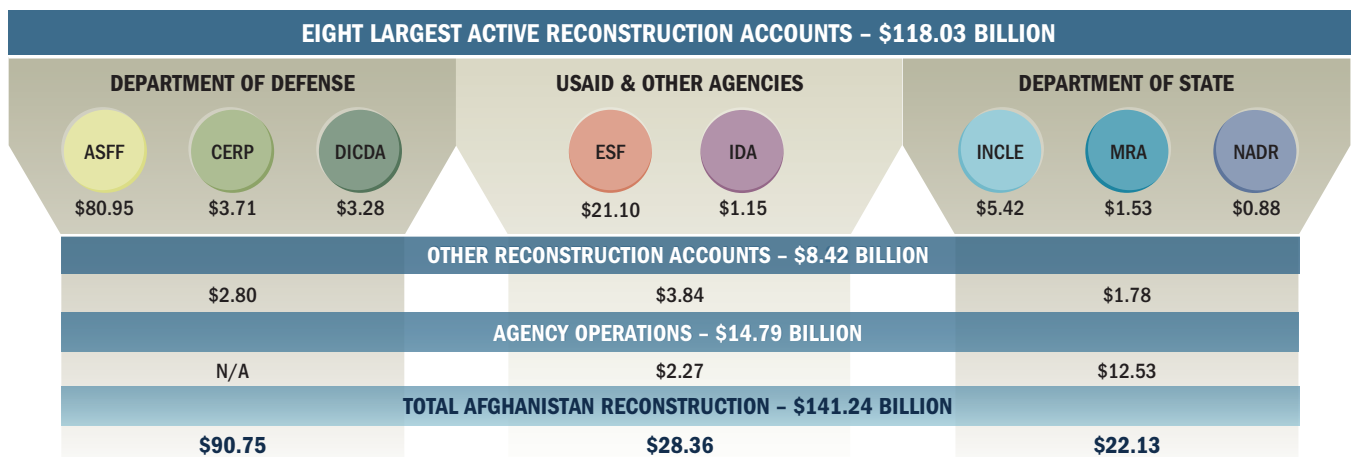 EIGHT LARGEST ACTIVE RECONSTRUCTION ACCOUNTS – $118.03 BILLION
DEPARTMENT OF DEFENSE
ASFF CERP DICDA
$80.95 $3.71 $3.28
USAID & OTHER AGENCIES
ESF IDA
$21.10 $1.15
DEPARTMENT OF STATE
INCLE MRA NADR
$5.42 $1.53 $0.88
OTHER RECONSTRUCTION ACCOUNTS – $8.42 BILLION
$2.80 $3.84 $1.78
AGENCY OPERATIONS – $14.79 BILLION
N/A $2.27 $12.53
TOTAL AFGHANISTAN RECONSTRUCTION – $141.24 BILLION
$90.75 $28.36 $22.13